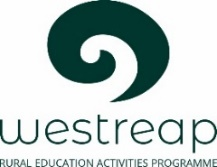 westreap
RURAL EDUCATION ACTIVITIES PROGRAMME